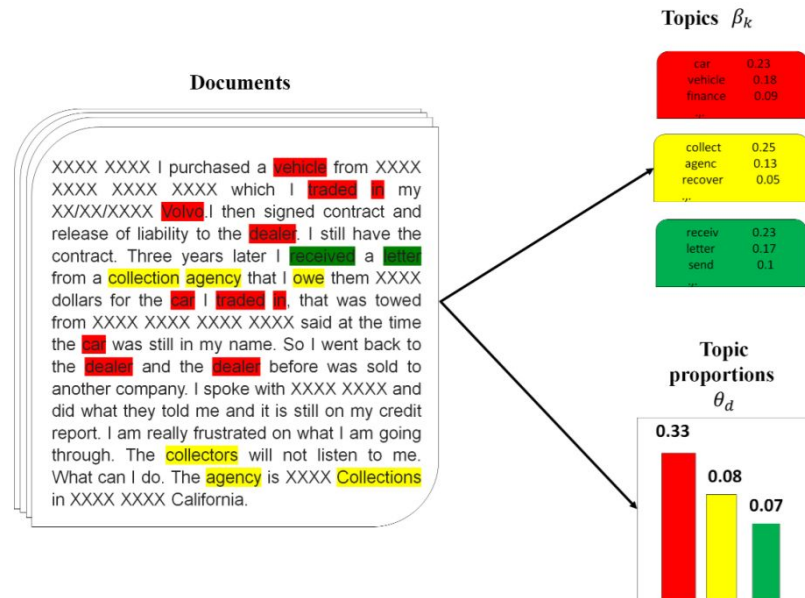 Documents
XXXX XXXX I purchased a vehicle from XXXX
XXXX XXXX XXXX which I traded in my
XX/XX/XXXX Volvo.I then signed contract and
release of liability to the dealer. I still have the
contract. Three years later I received a letter
from a collection agency that I owe them XXXX
dollars for the car I traded in, that was towed
from XXXX XXXX XXXX XXXX said at the time
the car was still in my name. So I went back to
the dealer and the dealer before was sold to
another company. I spoke with XXXX XXXX and
did what they told me and it is still on my credit
report. I am really frustrated on what I am going
through. The collectors will not listen to me.
What can I do. The agency is XXXX Collections
in XXXX XXXX California.
Topics βk
car 0.23
vehicle 0.18
finance 0.09
...
collect 0.25
agenc 0.13
recover 0.05
...
receiv 0.23
letter 0.17
send 0.1
...
Topic
proportions
θd
0.33
0.08
0.07